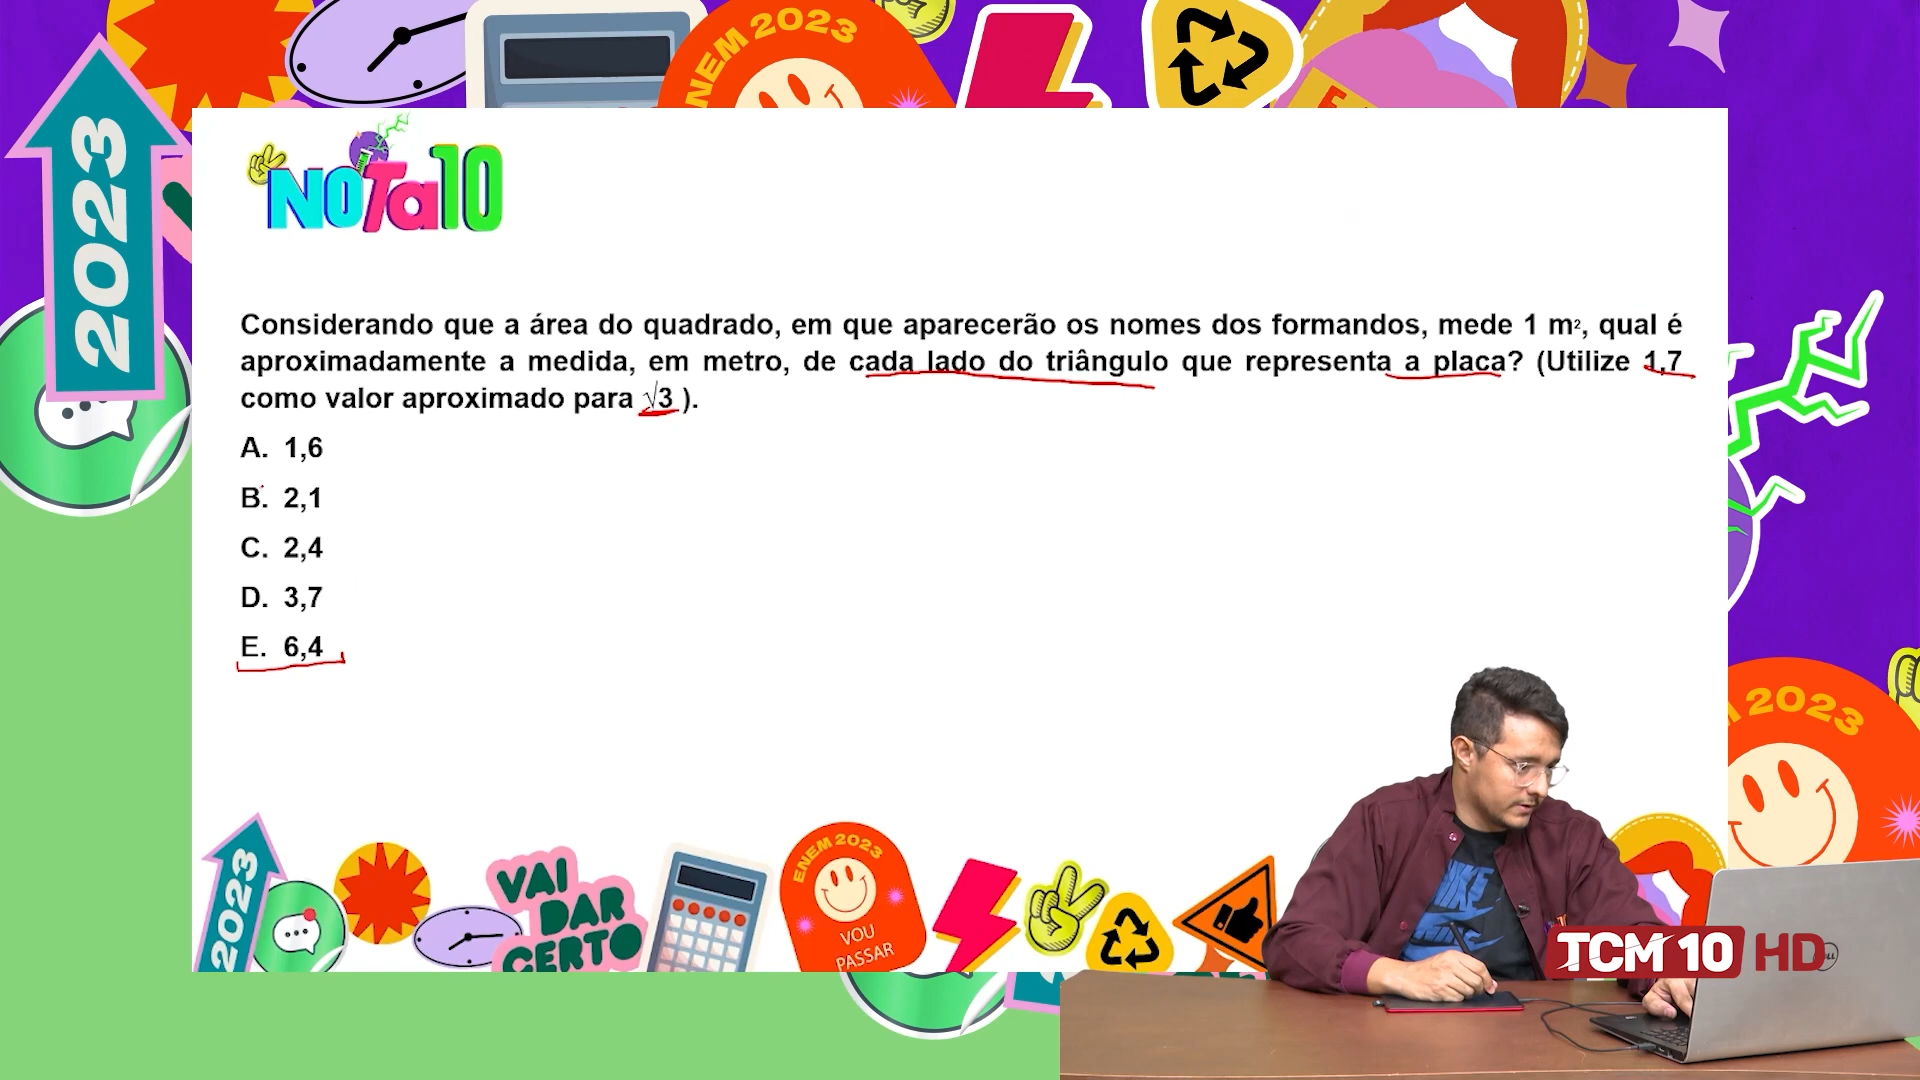 ENEM 2023
2023
NOTa10
Considerando que a área do quadrado, em que aparecerão os nomes dos formandos, mede 1 m², qual é
aproximadamente a medida, em metro, de cada lado do triângulo que representa a placa? (Utilize 1,7
como valor aproximado para √3 ).
A. 1,6
B. 2,1
C. 2,4
D. 3,7
E. 6,4
2023
2023
VAI
DAR
CERTO
ENEM 2023
VOU
PASSAR
NIKE
TCM 10 HD